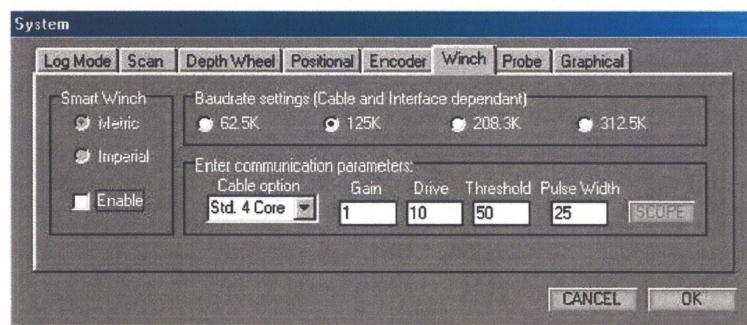 System
Log Mode Scan Depth Wheel Positional Encoder Winch Probe Graphical
Smart Winch
Metric
Imperial
Enable
Baudrate settings (Cable and Interface dependant)
62.5K 125K 208.3K 312.5K
Enter communication parameters:
Cable option Gain Drive Threshold Pulse Width
Std. 4 Core 1 10 50 25 SCOPE
CANCEL OK